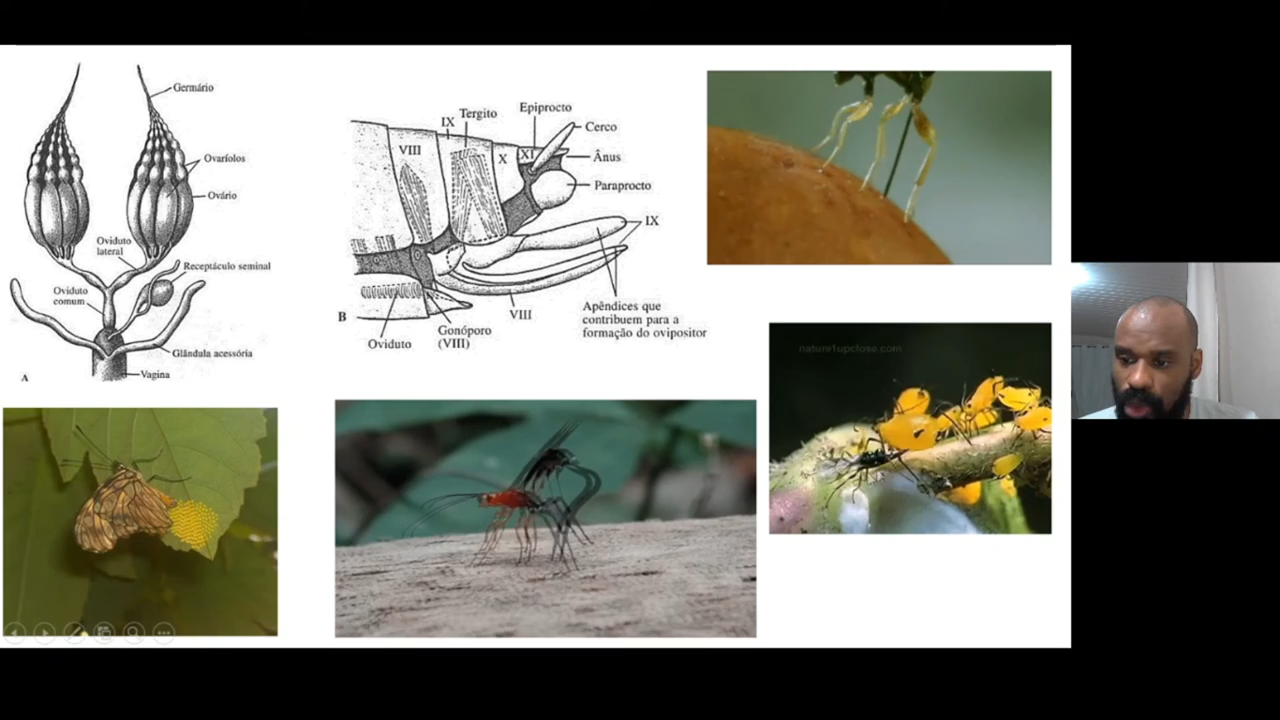 Germário
Ovaríolos
Ovário
Oviduto
lateral
Receptáculo seminal
Oviduto
comum
Glândula acessória
Vagina
A
Epiprocto
Tergito
IX
Cerco
VIII
X
XI
Ânus
Paraprocto
IX
Apêndices que
contribuem para a
formação do ovipositor
VIII
B
Gonóporo
(VIII)
Oviduto
nature1upclose.com